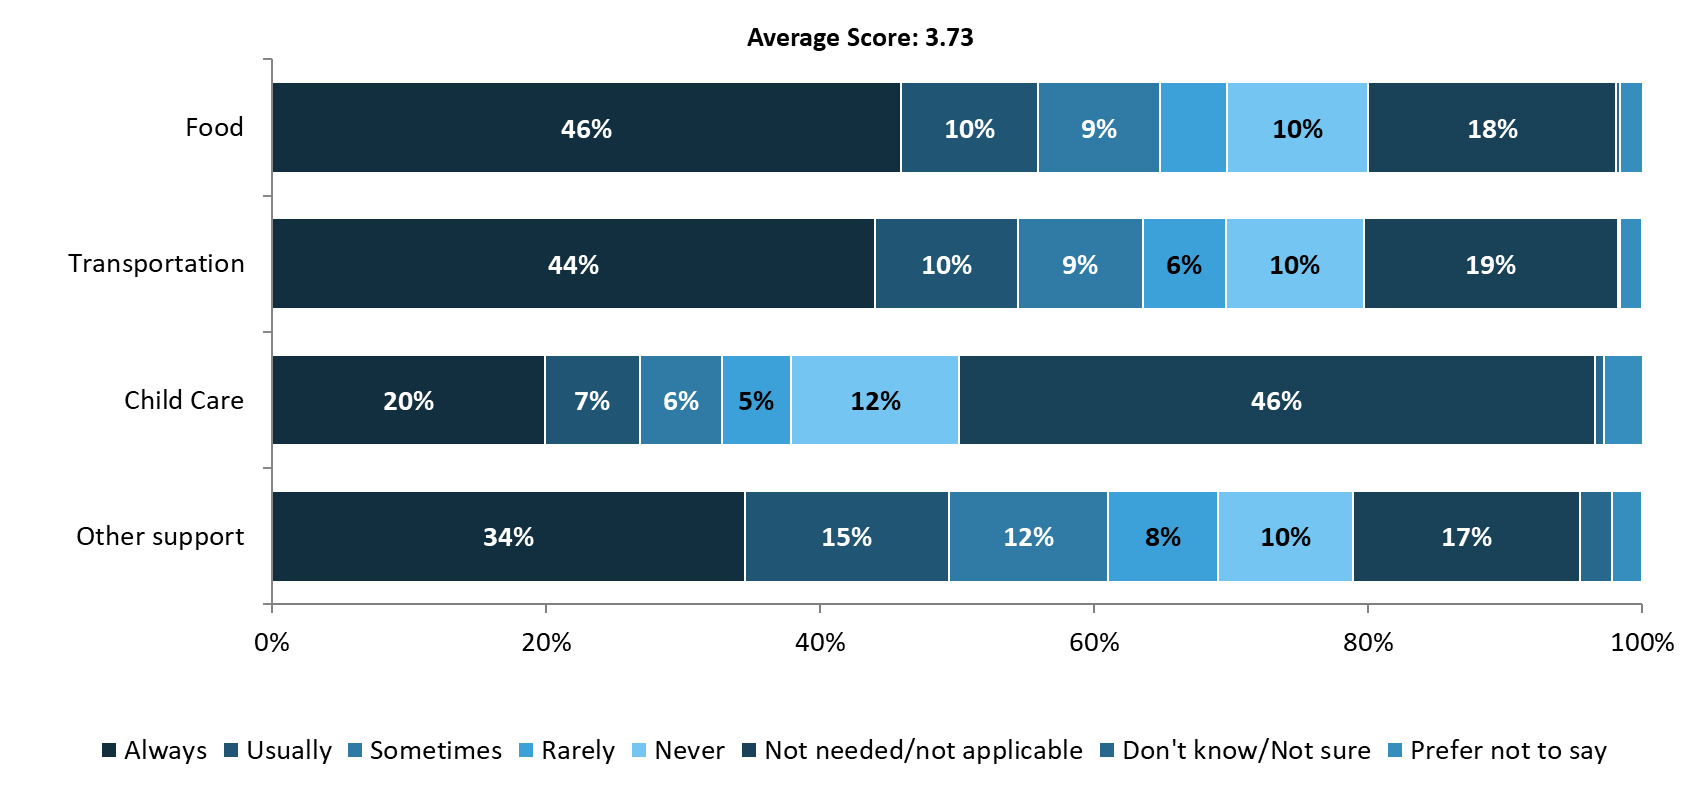 Average Score: 3.73
Food 46% 10% 9% 10% 18%
Transportation 44% 10% 9% 6% 10% 19%
Child Care 20% 7% 6% 5% 12% 46%
Other support 34% 15% 12% 8% 10% 17%
0% 20% 40% 60% 80% 100%
Always Usually Sometimes Rarely Never Not needed/not applicable Don't know/Not sure Prefer not to say